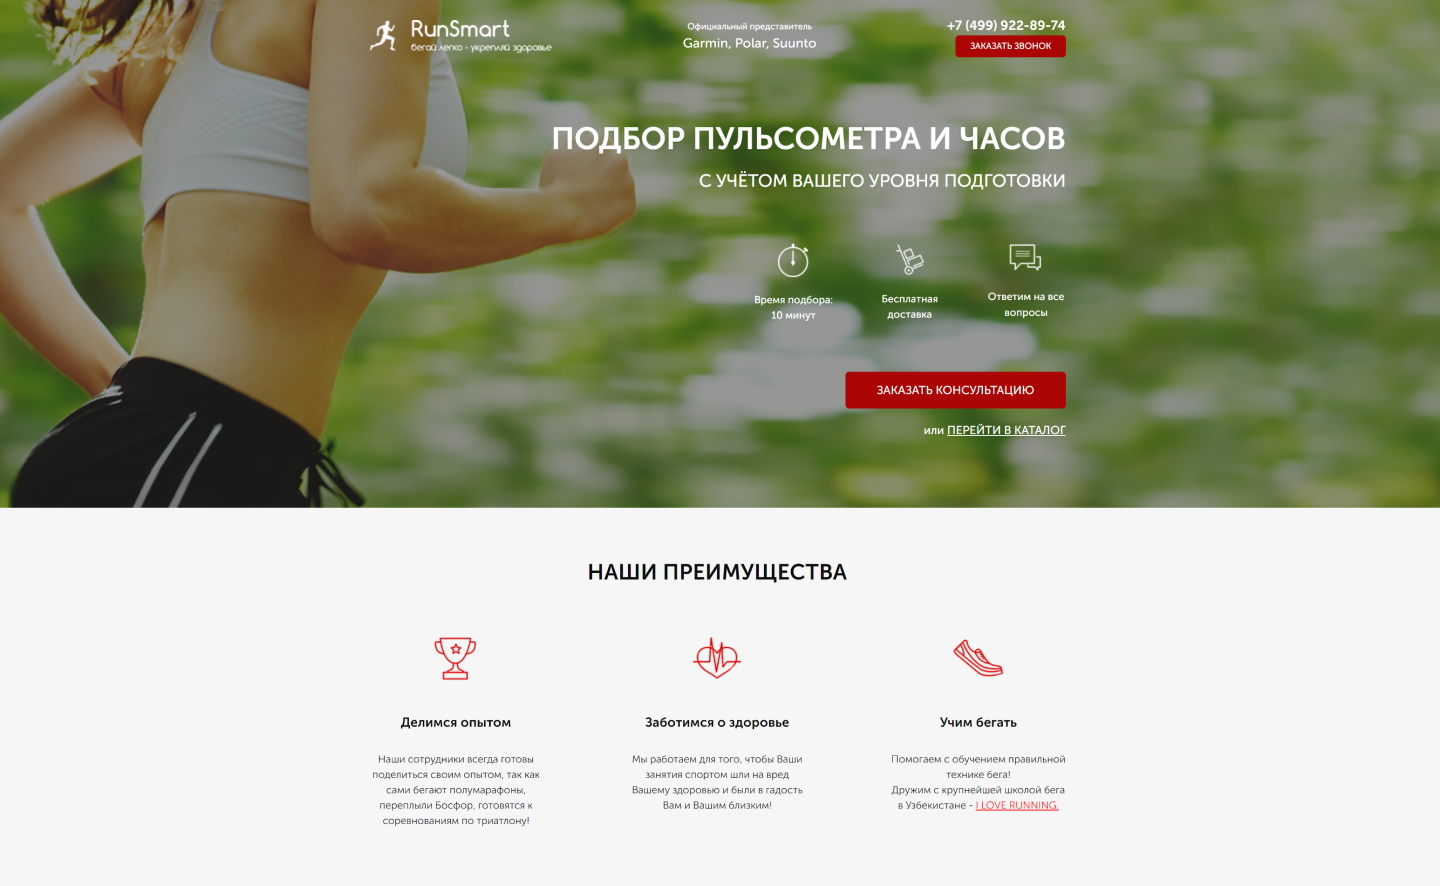 RunSmart
бегай легко - укрепляй здоровье
Официальный представитель
Garmin, Polar, Suunto
+7 (499) 922-89-74
ЗАКАЗАТЬ ЗВОНОК
ПОДБОР ПУЛЬСОМЕТРА И ЧАСОВ
С УЧЁТОМ ВАШЕГО УРОВНЯ ПОДГОТОВКИ
Время подбора:
10 минут
Бесплатная
доставка
Ответим на все
вопросы
ЗАКАЗАТЬ КОНСУЛЬТАЦИЮ
или ПЕРЕЙТИ В КАТАЛОГ
НАШИ ПРЕИМУЩЕСТВА
Делимся опытом
Наши сотрудники всегда готовы
поделиться своим опытом, так как
сами бегают полумарафоны,
переплыли Босфор, готовятся к
соревнованиям по триатлону!
Заботимся о здоровье
Мы работаем для того, чтобы Ваши
занятия спортом шли на вред
Вашему здоровью и были в гадость
Вам и Вашим близким!
Учим бегать
Помогаем с обучением правильной
технике бега!
Дружим с крупнейшей школой бега
в Узбекистане - I LOVE RUNNING.